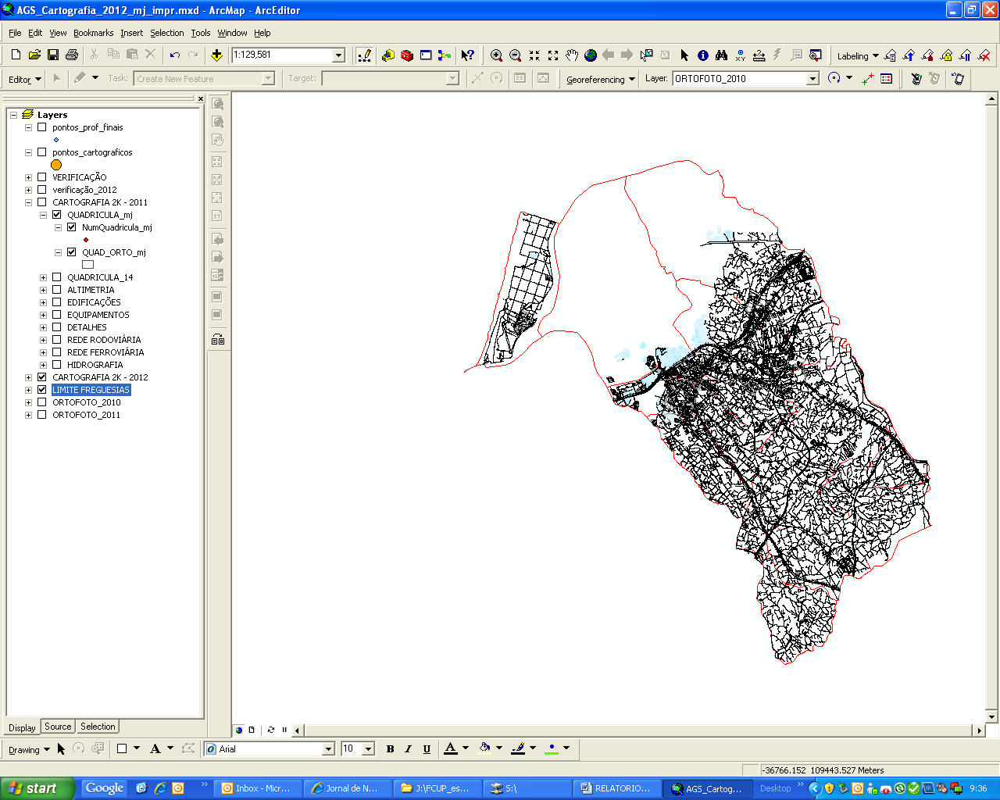 AGS_Cartografia_2012_mj_impr.mxd - ArcMap - ArcEditor
File Edit View Bookmarks Insert Selection Tools Window Help
1:129,581
Labeling
Editor Task: Create New Feature Target: Georeferencing Layer: ORTOFOTO_2010
Layers
pontos_prof_finais
pontos_cartograficos
VERIFICAÇÃO
verificação_2012
CARTOGRAFIA 2K - 2011
QUADRICULA_mj
NumQuadricula_mj
QUAD_ORTO_mj
QUADRICULA_14
ALTIMETRIA
EDIFICAÇÕES
EQUIPAMENTOS
DETALHES
REDE RODOVIÁRIA
REDE FERROVIÁRIA
HIDROGRAFIA
CARTOGRAFIA 2K - 2012
LIMITE FREGUESIAS
ORTOFOTO_2010
ORTOFOTO_2011
Display Source Selection
Drawing A Arial 10 B I U A
-36766.152 109443.527 Meters
start Google Inbox - Micr... Jornal de N... J:\FCUP_es... S:\ RELATORIO... AGS_Cartog... Desktop 9:36